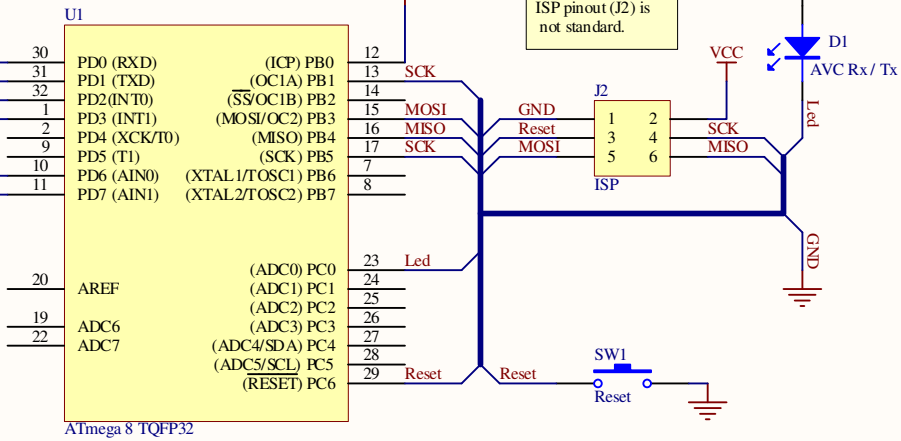 U1
ISP pinout (J2) is
not standard.
30 PD0 (RXD) (ICP) PB0 12
31 PD1 (TXD) (OC1A) PB1 13 SCK
32 PD2(INT0) (SS/OC1B) PB2 14
1 PD3 (INT1) (MOSI/OC2) PB3 15 MOSI
2 PD4 (XCK/T0) (MISO) PB4 16 MISO
9 PD5 (T1) (SCK) PB5 17 SCK
10 PD6 (AIN0) (XTAL1/TOSC1) PB6 7
11 PD7 (AIN1) (XTAL2/TOSC2) PB7 8
(ADC0) PC0 23 Led
20 AREF (ADC1) PC1 24
(ADC2) PC2 25
19 ADC6 (ADC3) PC3 26
22 ADC7 (ADC4/SDA) PC4 27
(ADC5/SCL) PC5 28
(RESET) PC6 29 Reset
ATmega 8 TQFP32
J2
GND 1 2 VCC
Reset 3 4 SCK
MOSI 5 6 MISO
ISP
D1
AVC Rx / Tx
Led
GND
SW1
Reset
Reset